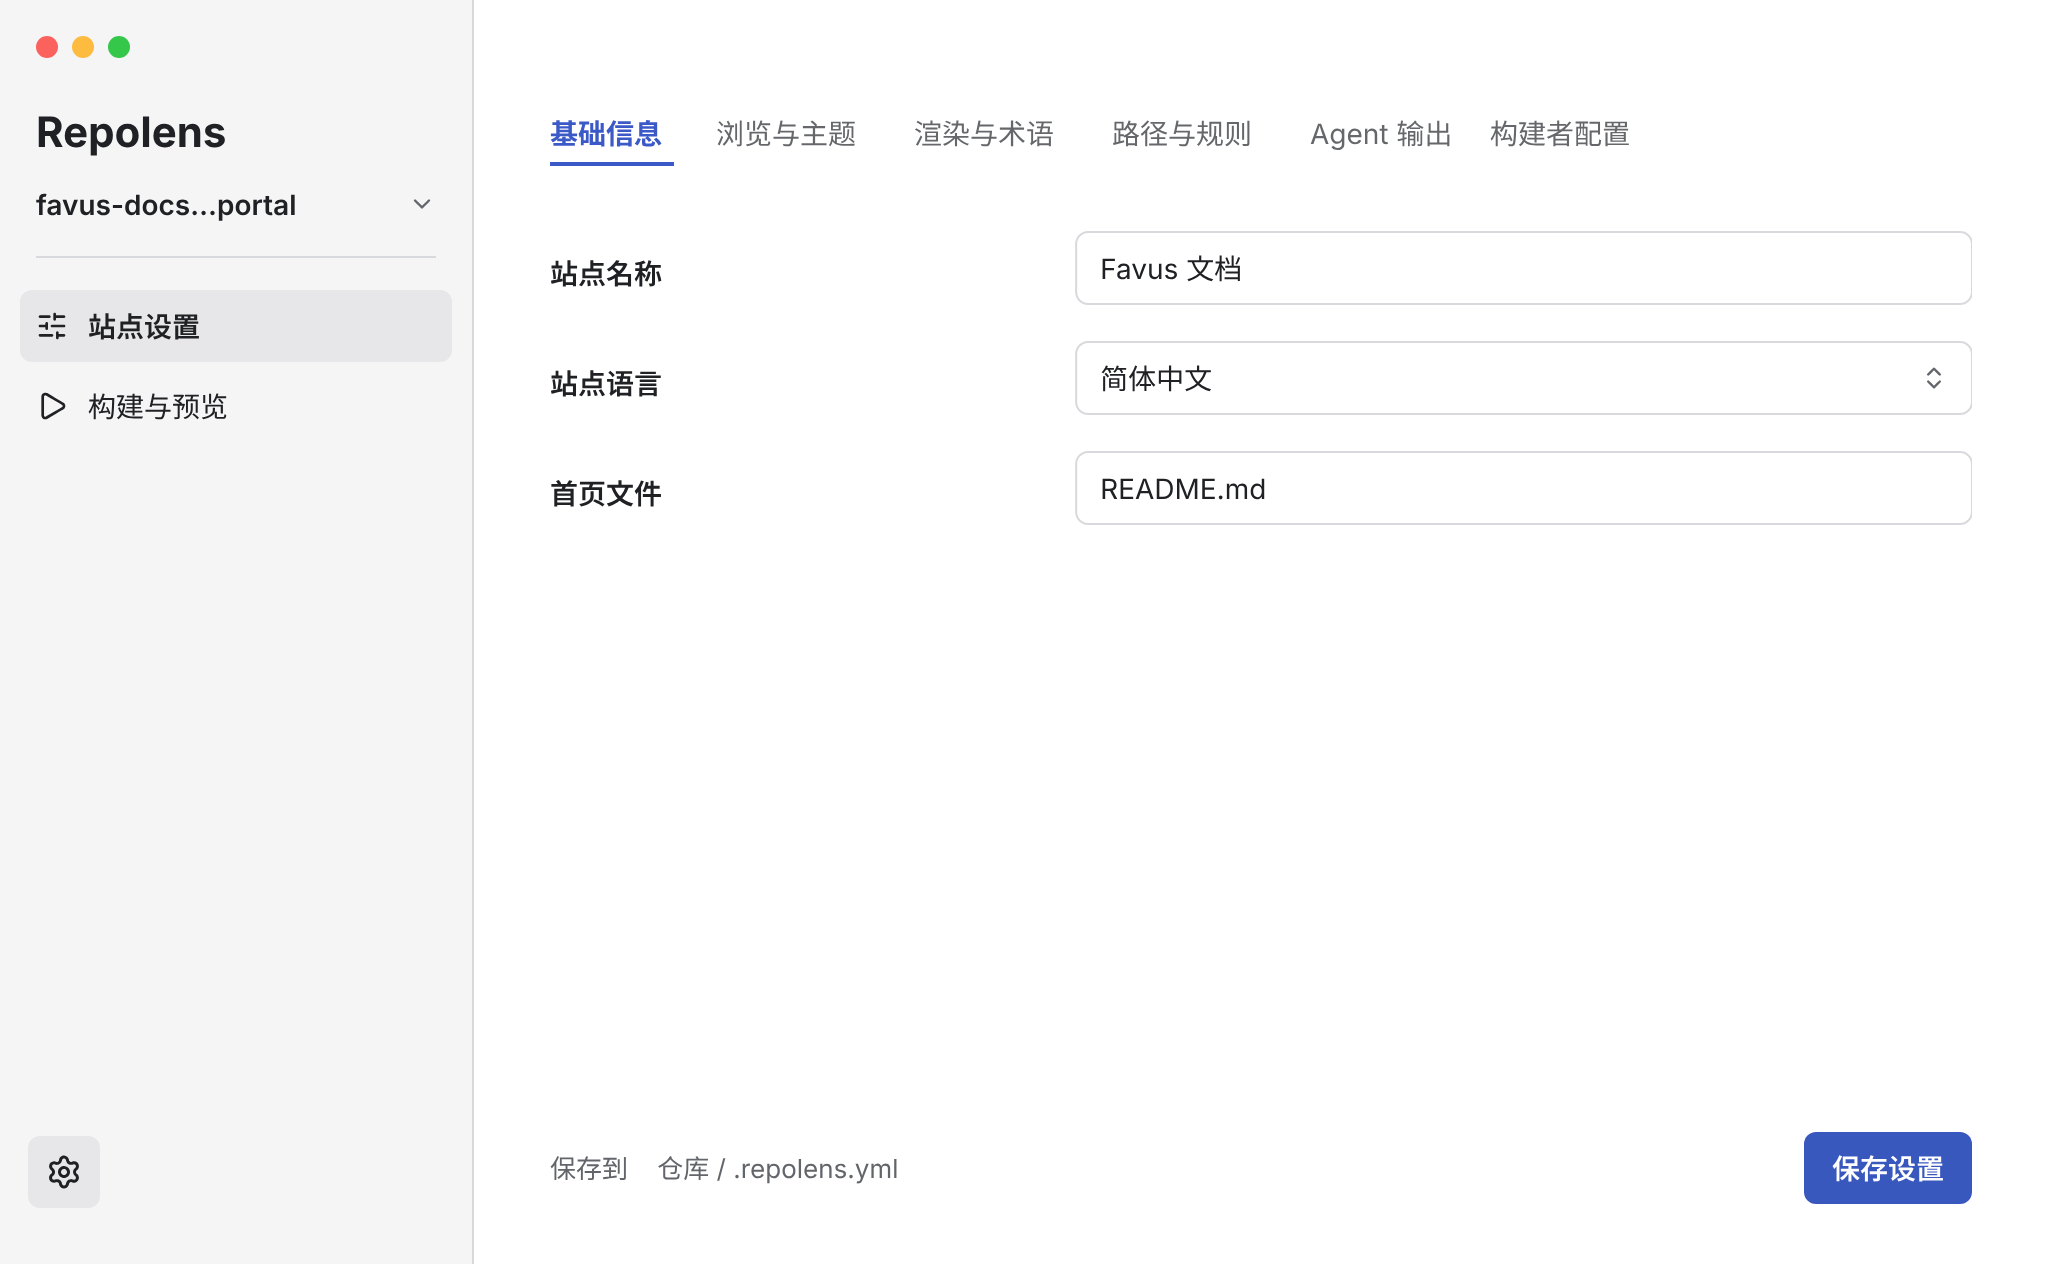 Repolens
favus-docs...portal
站点设置
构建与预览
基础信息 浏览与主题 渲染与术语 路径与规则 Agent 输出 构建者配置
站点名称 Favus 文档
站点语言 简体中文
首页文件 README.md
保存到 仓库 / .repolens.yml 保存设置